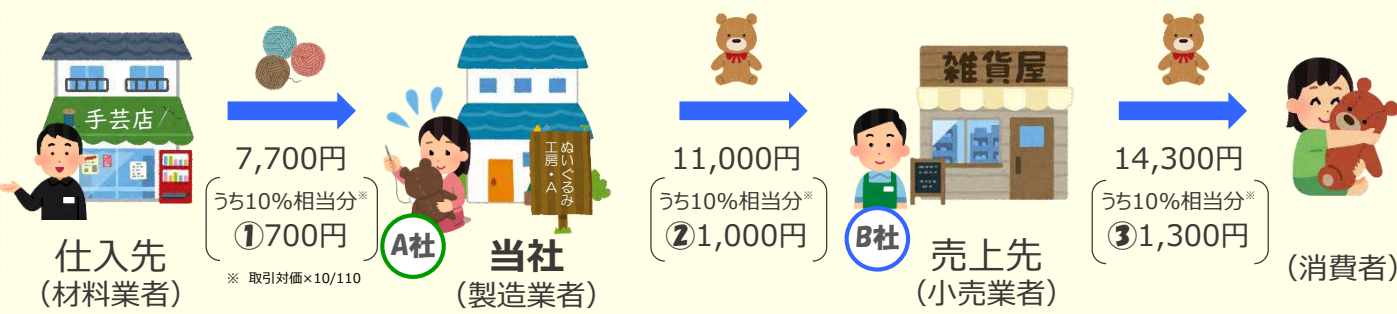 手芸店
7,700円
うち10%相当分※
①700円
※ 取引対価×10/110
仕入先
(材料業者)
ぬいぐるみ
工房・A
A社
当社
(製造業者)
11,000円
うち10%相当分※
②1,000円
雑貨屋
B社
売上先
(小売業者)
14,300円
うち10%相当分※
③1,300円
(消費者)